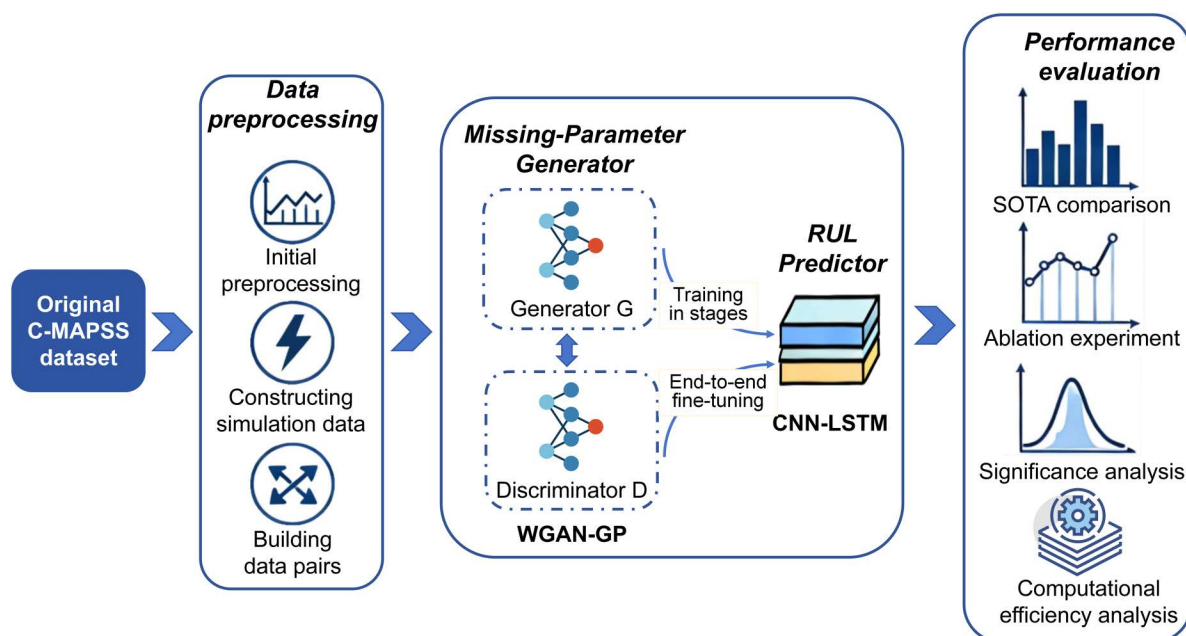 Original
C-MAPSS
dataset
Data
preprocessing
Initial
preprocessing
Constructing
simulation data
Building
data pairs
Missing-Parameter
Generator
Generator G
Discriminator D
WGAN-GP
Training
in stages
End-to-end
fine-tuning
RUL
Predictor
CNN-LSTM
Performance
evaluation
SOTA comparison
Ablation experiment
Significance analysis
Computational
efficiency analysis